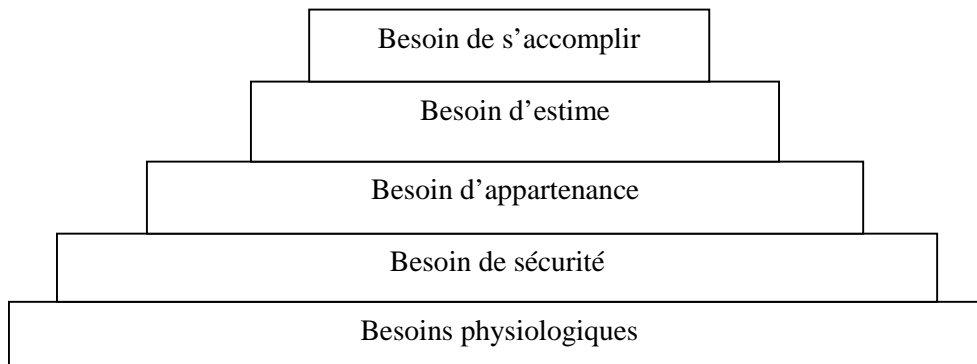 Besoin de s’accomplir
Besoin d’estime
Besoin d’appartenance
Besoin de sécurité
Besoins physiologiques